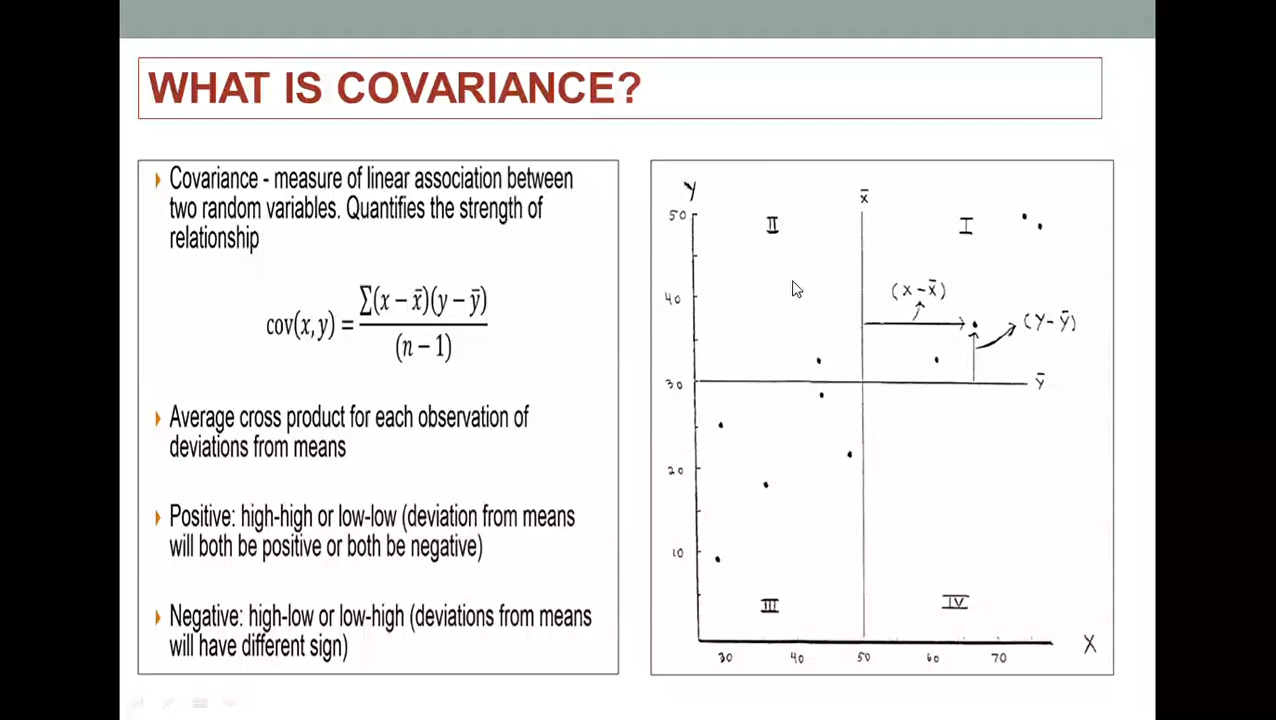 WHAT IS COVARIANCE?
Covariance - measure of linear association between
two random variables. Quantifies the strength of
relationship
cov(x, y) = ∑(x − x̄)(y − ȳ) / (n − 1)
Average cross product for each observation of
deviations from means
Positive: high-high or low-low (deviation from means
will both be positive or both be negative)
Negative: high-low or low-high (deviations from means
will have different sign)
Y
x̄
50
II
I
40
(x-x̄)
(y-ȳ)
30
ȳ
20
10
III
IV
30 40 50 60 70
X